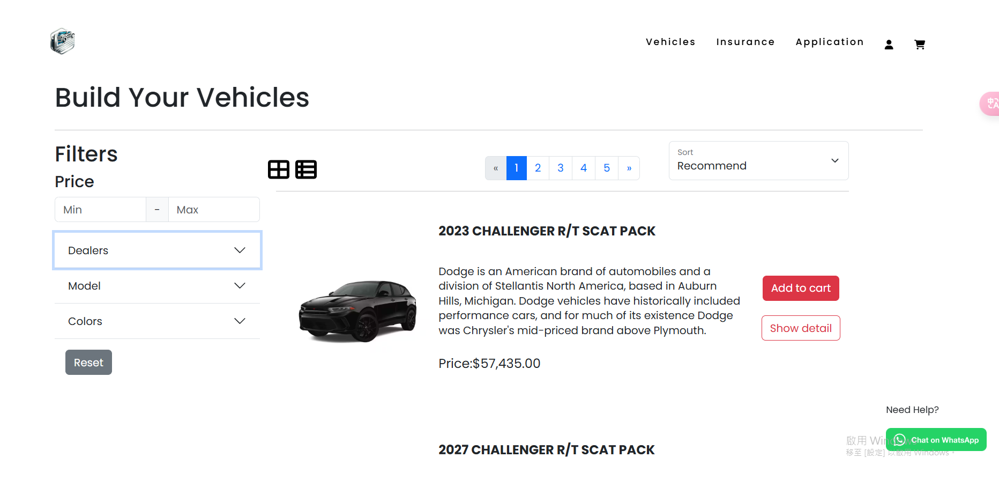 Vehicles Insurance Application
Build Your Vehicles
中
A
Filters
Price
Min - Max
Dealers
Model
Colors
Reset
« 1 2 3 4 5 »
Sort
Recommend
2023 CHALLENGER R/T SCAT PACK
Dodge is an American brand of automobiles and a
division of Stellantis North America, based in Auburn
Hills, Michigan. Dodge vehicles have historically included
performance cars, and for much of its existence Dodge
was Chrysler's mid-priced brand above Plymouth.
Price:$57,435.00
Add to cart
Show detail
2027 CHALLENGER R/T SCAT PACK
Need Help?
Chat on WhatsApp
啟用 Windows
移至 [設定] 以啟用 Windows。